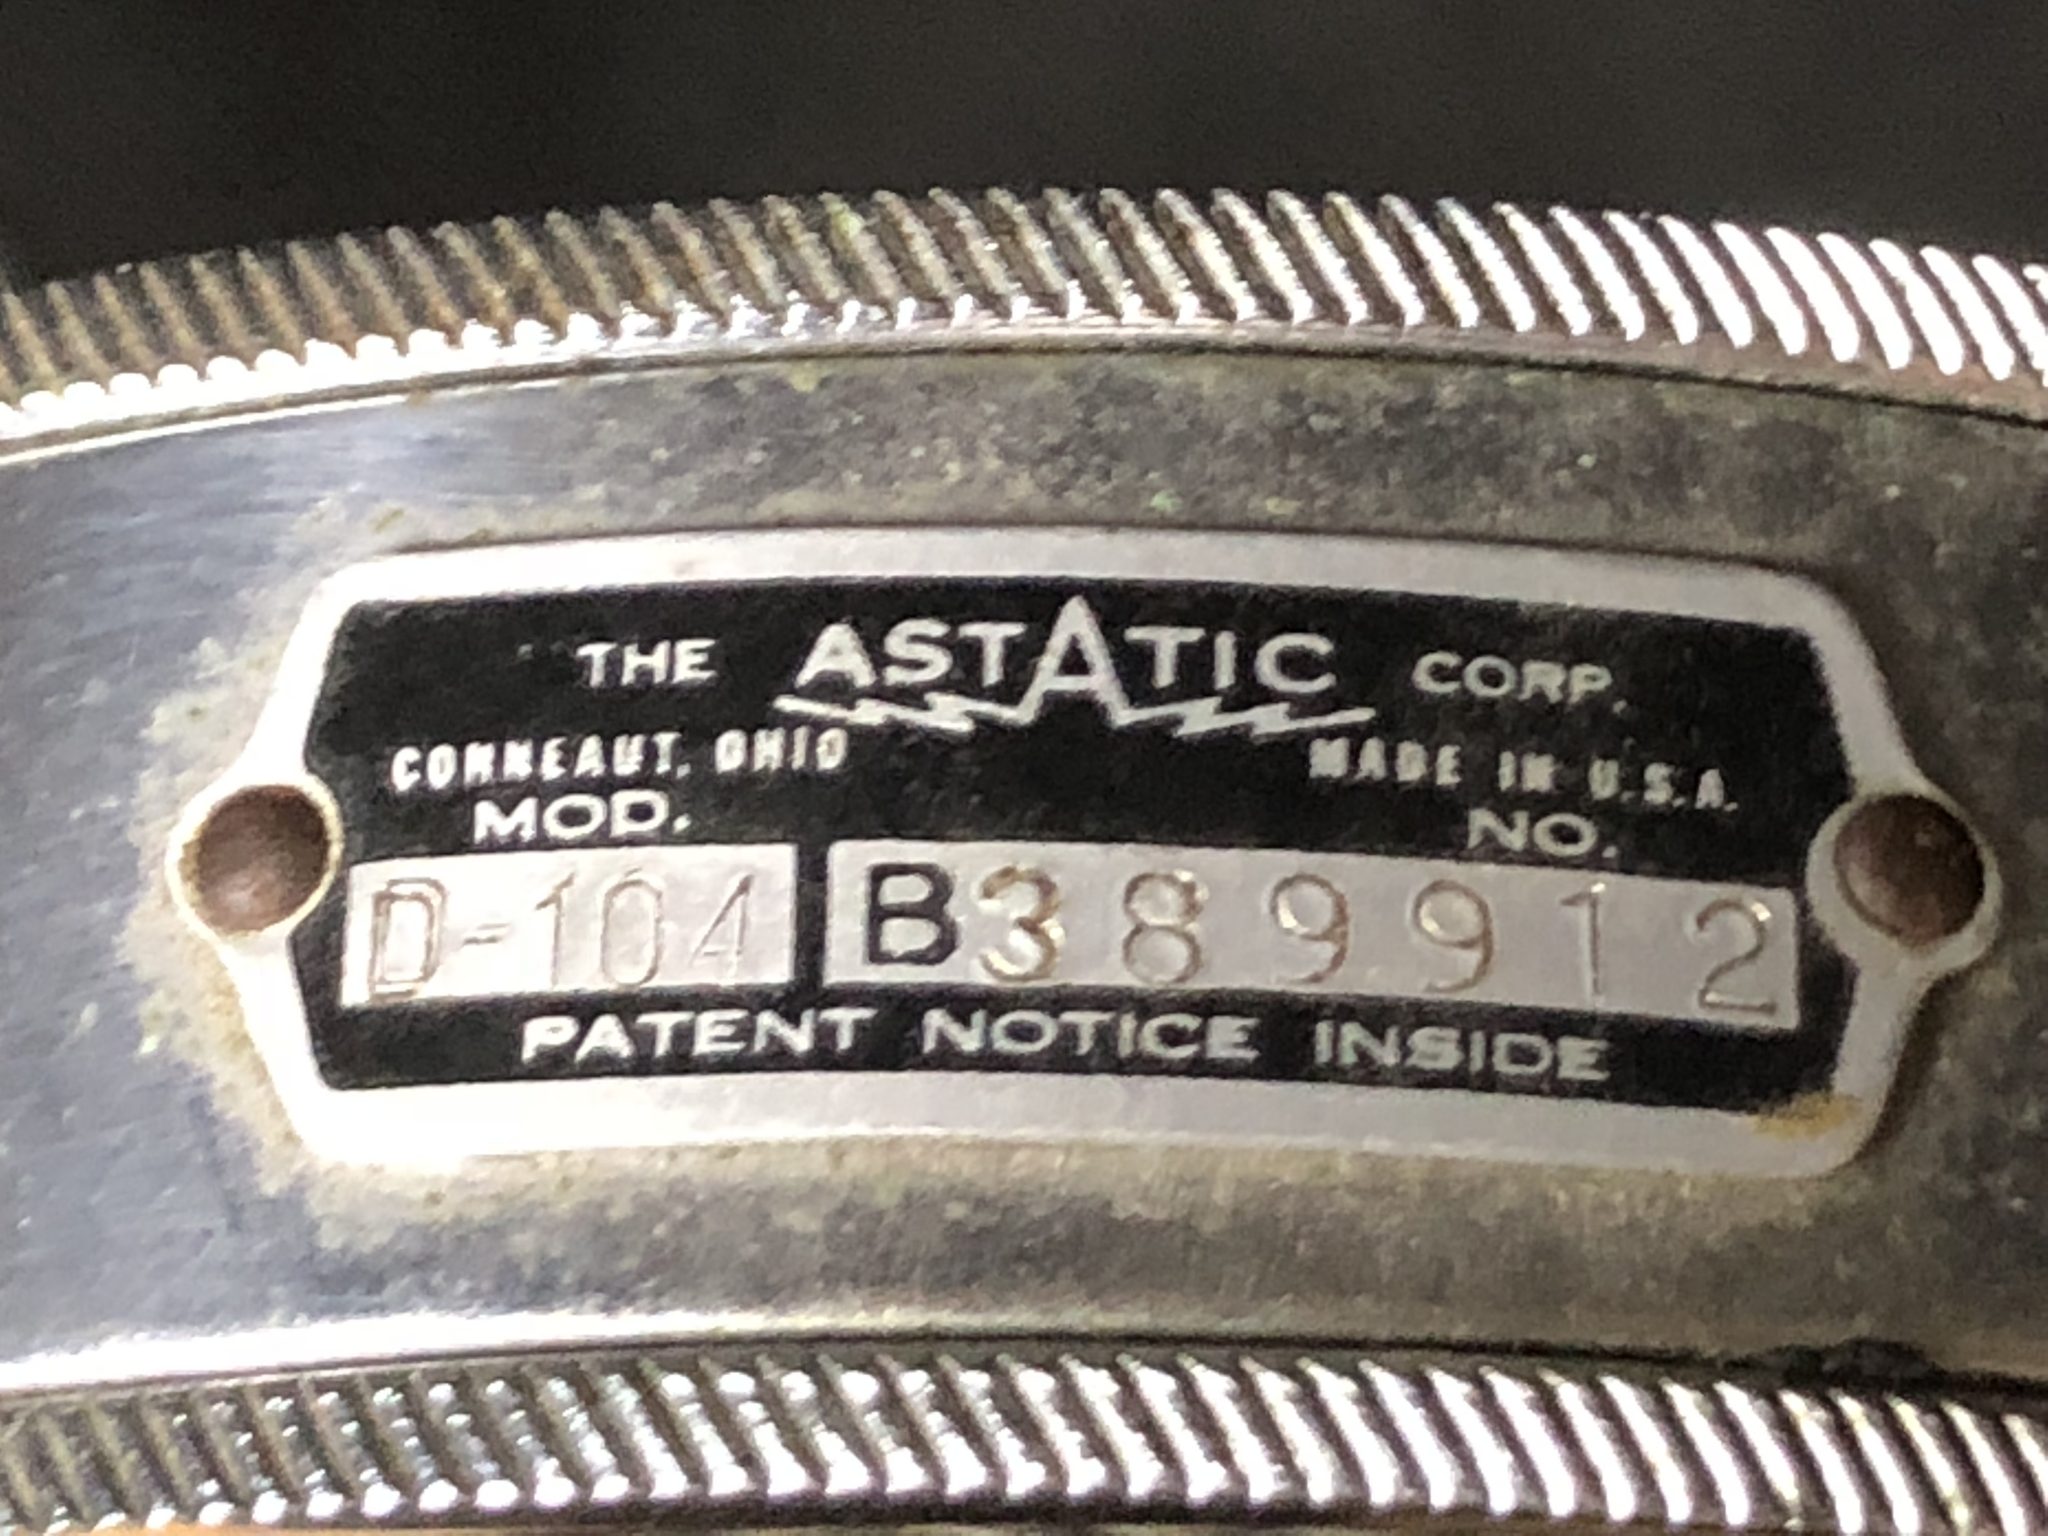 THE ASTATIC CORP.
CONNEAUT, OHIO MADE IN U.S.A.
MOD. NO.
D-104 B389912
PATENT NOTICE INSIDE